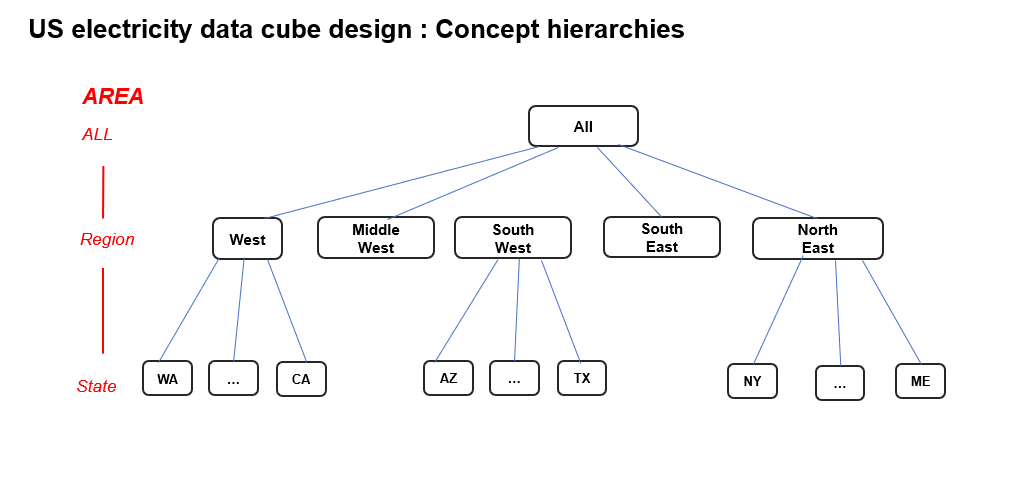 US electricity data cube design : Concept hierarchies
AREA
ALL
All
Region
West
Middle
West
South
West
South
East
North
East
State
WA
...
CA
AZ
...
TX
NY
...
ME